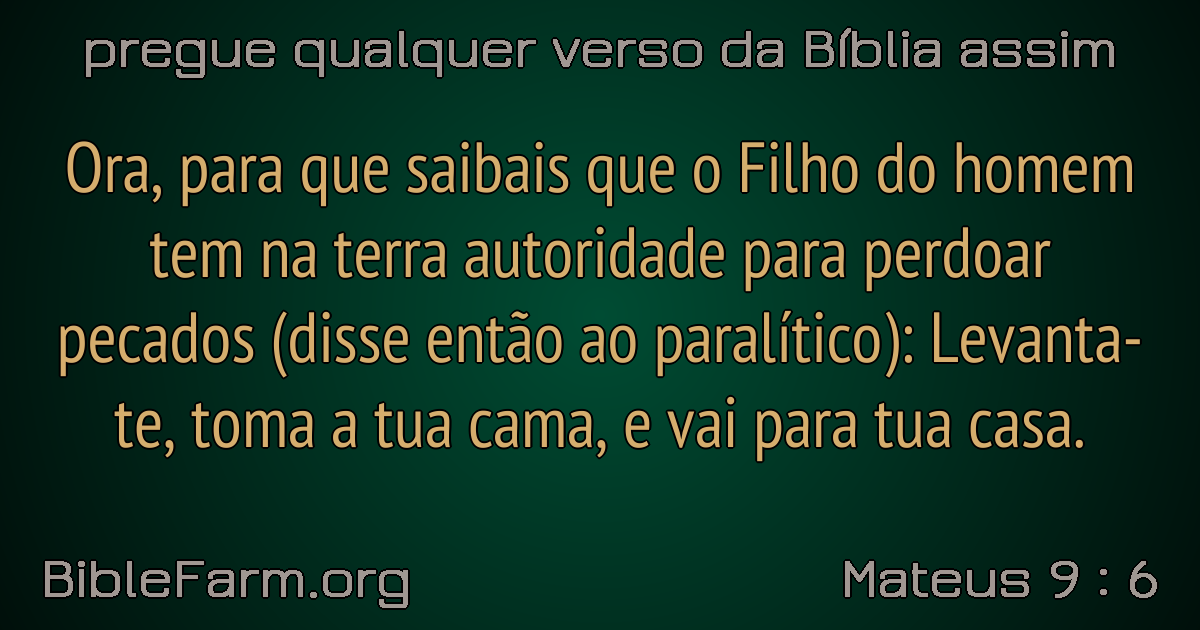 pregue qualquer verso da Bíblia assim
Ora, para que saibais que o Filho do homem
tem na terra autoridade para perdoar
pecados (disse então ao paralítico): Levanta-
te, toma a tua cama, e vai para tua casa.
BibleFarm.org
Mateus 9 : 6